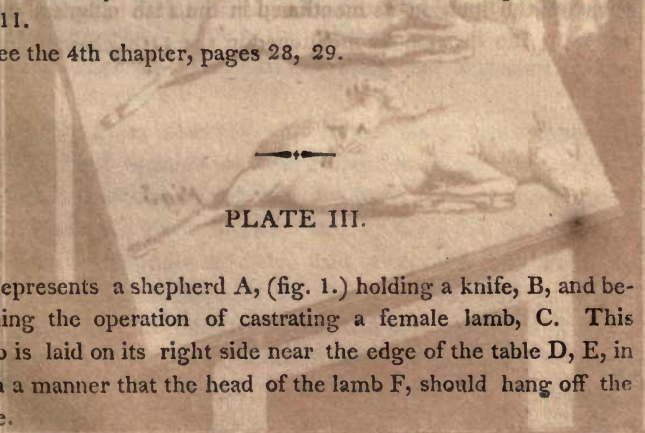 11.
ee the 4th chapter, pages 28, 29.
PLATE III.
epresents a shepherd A, (fig. 1.) holding a knife, B, and be-
ing the operation of castrating a female lamb, C. This
is laid on its right side near the edge of the table D, E, in
a manner that the head of the lamb F, should hang off the
e.